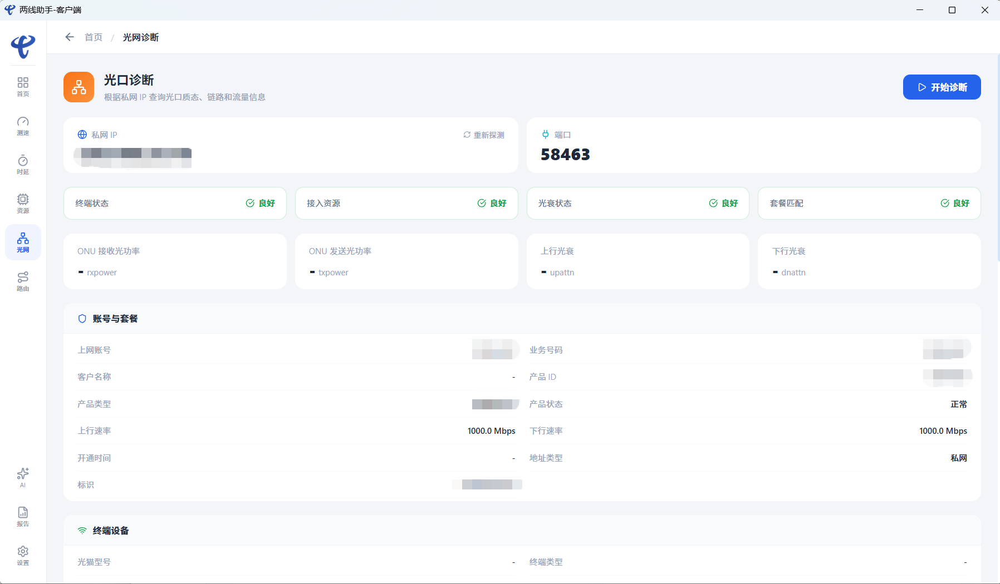 两线助手-客户端
首页 / 光网诊断
首页
测速
时延
资源
光网
路由
AI
报告
设置
光口诊断
根据私网 IP 查询光口质态、链路和流量信息
开始诊断
私网 IP
重新探测
端口
58463
终端状态 良好
接入资源 良好
光衰状态 良好
套餐匹配 良好
ONU 接收光功率
- rxpower
ONU 发送光功率
- txpower
上行光衰
- upattn
下行光衰
- dnattn
账号与套餐
上网账号
业务号码
客户名称 -
产品 ID
产品类型
产品状态 正常
上行速率 1000.0 Mbps
下行速率 1000.0 Mbps
开通时间 -
地址类型 私网
标识
终端设备
光猫型号 -
终端类型 -